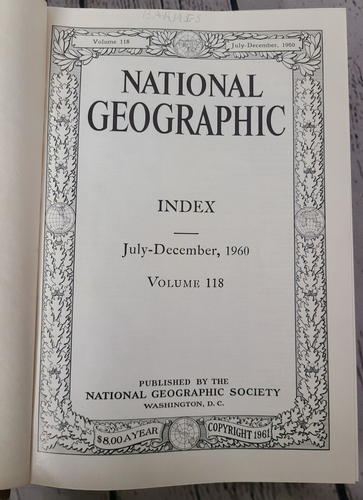 Volume 118
July-December, 1960
NATIONAL
GEOGRAPHIC
INDEX
July-December, 1960
VOLUME 118
PUBLISHED BY THE
NATIONAL GEOGRAPHIC SOCIETY
WASHINGTON, D. C.
$8.00 A YEAR
COPYRIGHT 1961